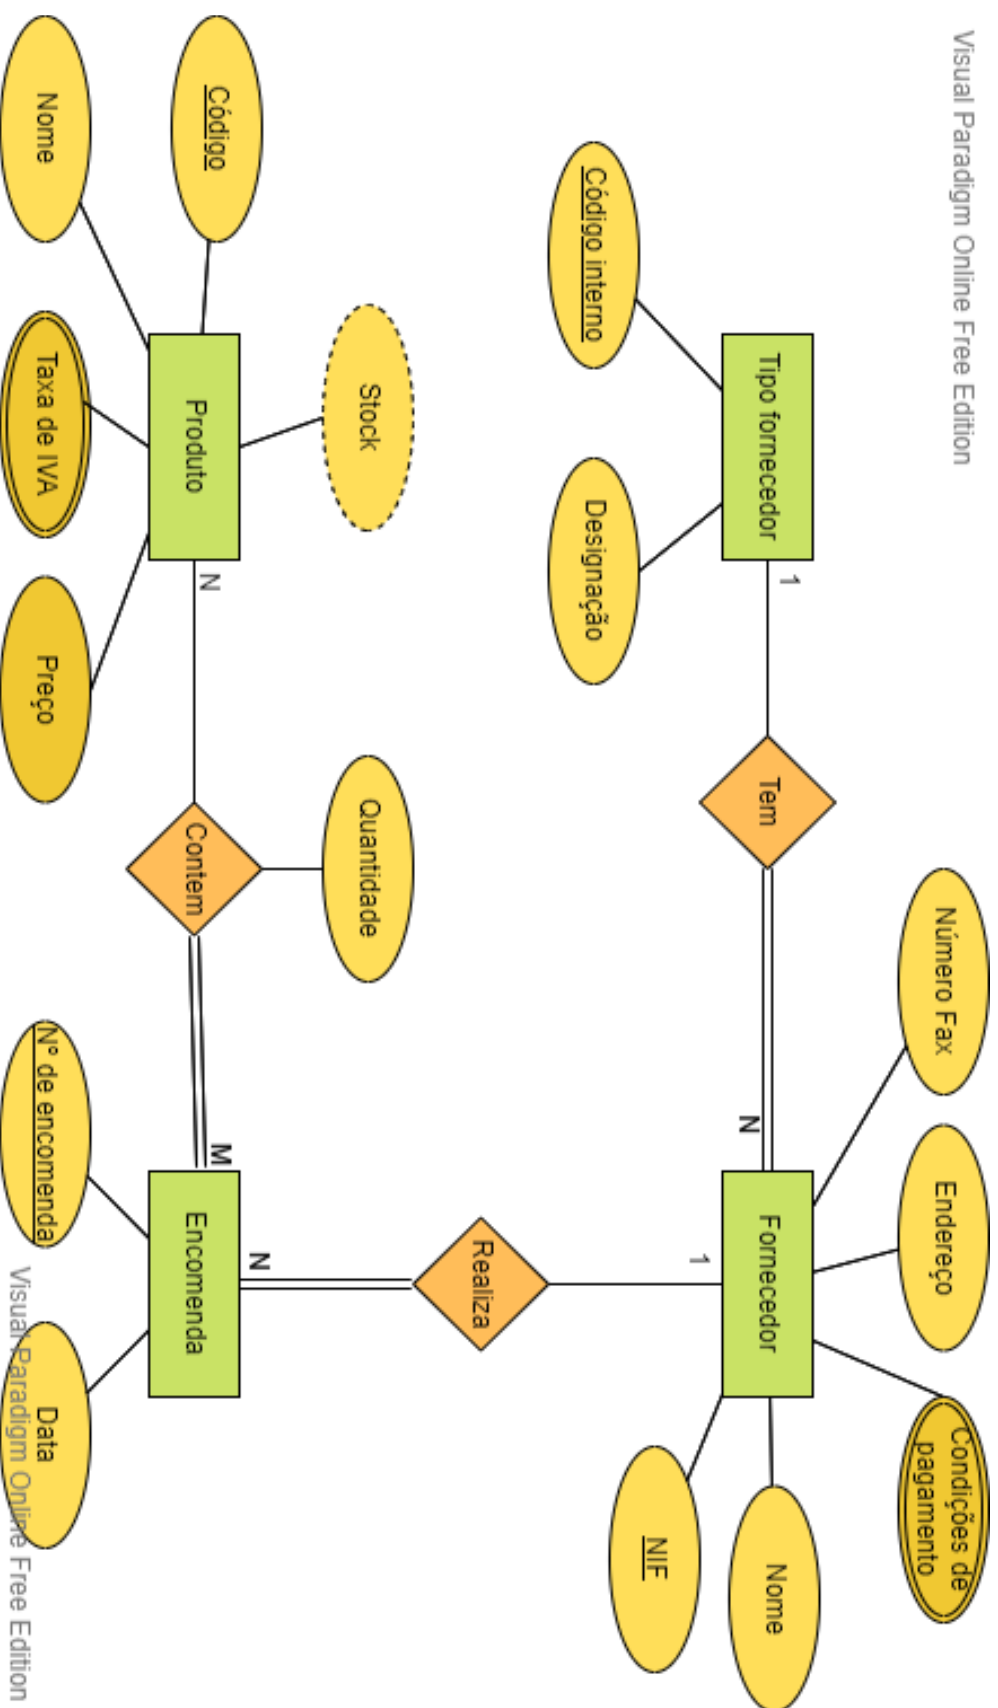 Visual Paradigm Online Free Edition
Número Fax
Endereço
Condições de
pagamento
Tipo fornecedor
1
Tem
N
Fornecedor
Nome
Código interno
Designação
1
NIF
Realiza
Stock
Quantidade
N
Código
Produto
N
Contem
M
Encomenda
Nome
Taxa de IVA
Preço
Nº de encomenda
Data
Visual Paradigm Online Free Edition